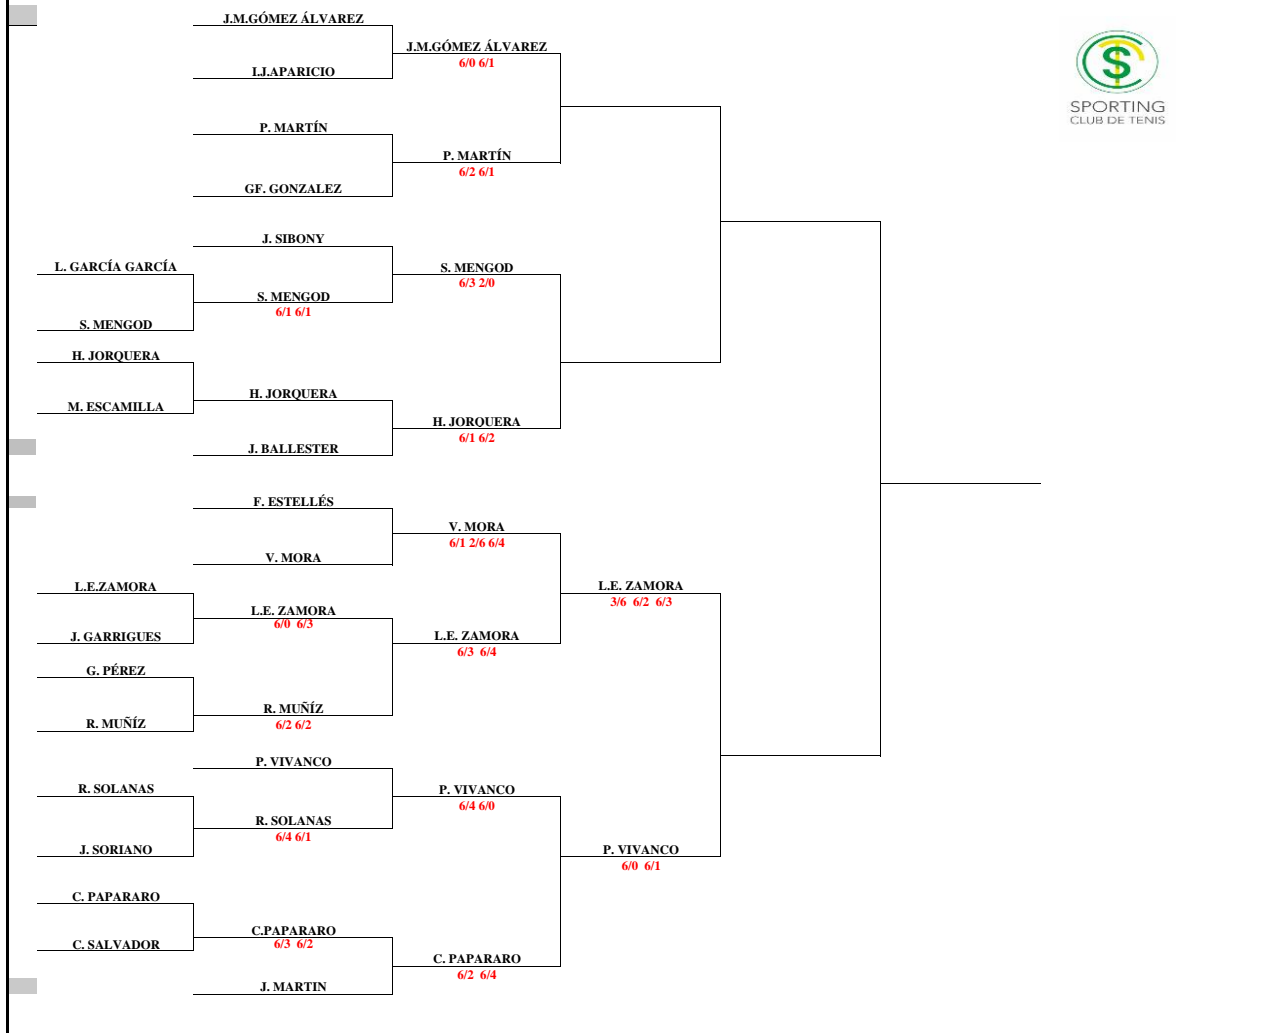 J.M.GÓMEZ ÁLVAREZ
J.M.GÓMEZ ÁLVAREZ
6/0 6/1
I.J.APARICIO
SPORTING
CLUB DE TENIS
P. MARTÍN
P. MARTÍN
6/2 6/1
GF. GONZALEZ
J. SIBONY
L. GARCÍA GARCÍA
S. MENGOD
6/3 2/0
S. MENGOD
6/1 6/1
S. MENGOD
H. JORQUERA
H. JORQUERA
M. ESCAMILLA
H. JORQUERA
6/1 6/2
J. BALLESTER
F. ESTELLÉS
V. MORA
6/1 2/6 6/4
V. MORA
L.E.ZAMORA
L.E. ZAMORA
3/6 6/2 6/3
L.E. ZAMORA
6/0 6/3
J. GARRIGUES
L.E. ZAMORA
6/3 6/4
G. PÉREZ
R. MUÑÍZ
6/2 6/2
R. MUÑÍZ
P. VIVANCO
R. SOLANAS
P. VIVANCO
6/4 6/0
R. SOLANAS
6/4 6/1
J. SORIANO
P. VIVANCO
6/0 6/1
C. PAPARARO
C.PAPARARO
6/3 6/2
C. SALVADOR
C. PAPARARO
6/2 6/4
J. MARTIN